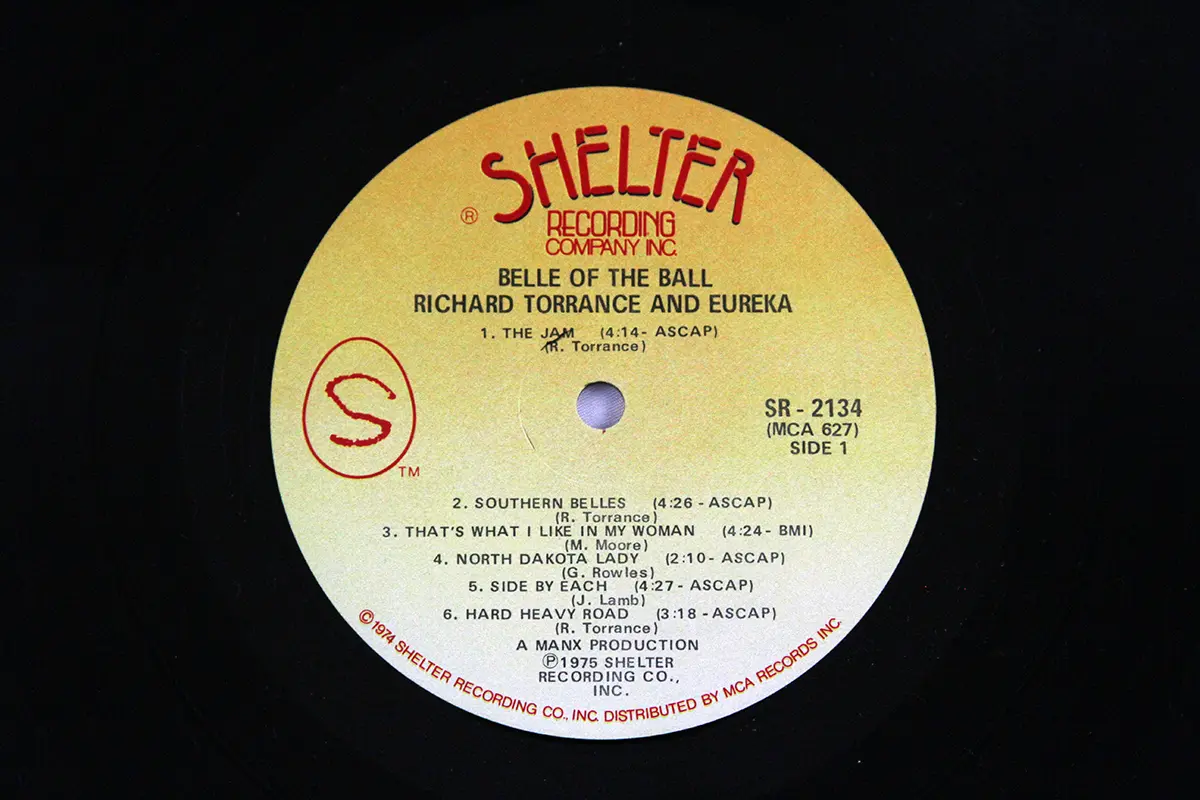 SHELTER
®
RECORDING
COMPANY INC.
BELLE OF THE BALL
RICHARD TORRANCE AND EUREKA
1. THE JAM (4:14- ASCAP)
(R. Torrance)
S
TM
SR - 2134
(MCA 627)
SIDE 1
2. SOUTHERN BELLES (4:26 - ASCAP)
(R. Torrance)
3. THAT'S WHAT I LIKE IN MY WOMAN (4:24- BMI)
(M. Moore)
4. NORTH DAKOTA LADY (2:10- ASCAP)
(G. Rowles)
5. SIDE BY EACH (4:27- ASCAP)
(J. Lamb)
6. HARD HEAVY ROAD (3:18 -ASCAP)
(R. Torrance)
A MANX PRODUCTION
℗1975 SHELTER
RECORDING CO.,
INC.
©1974 SHELTER RECORDING CO., INC. DISTRIBUTED BY MCA RECORDS INC.